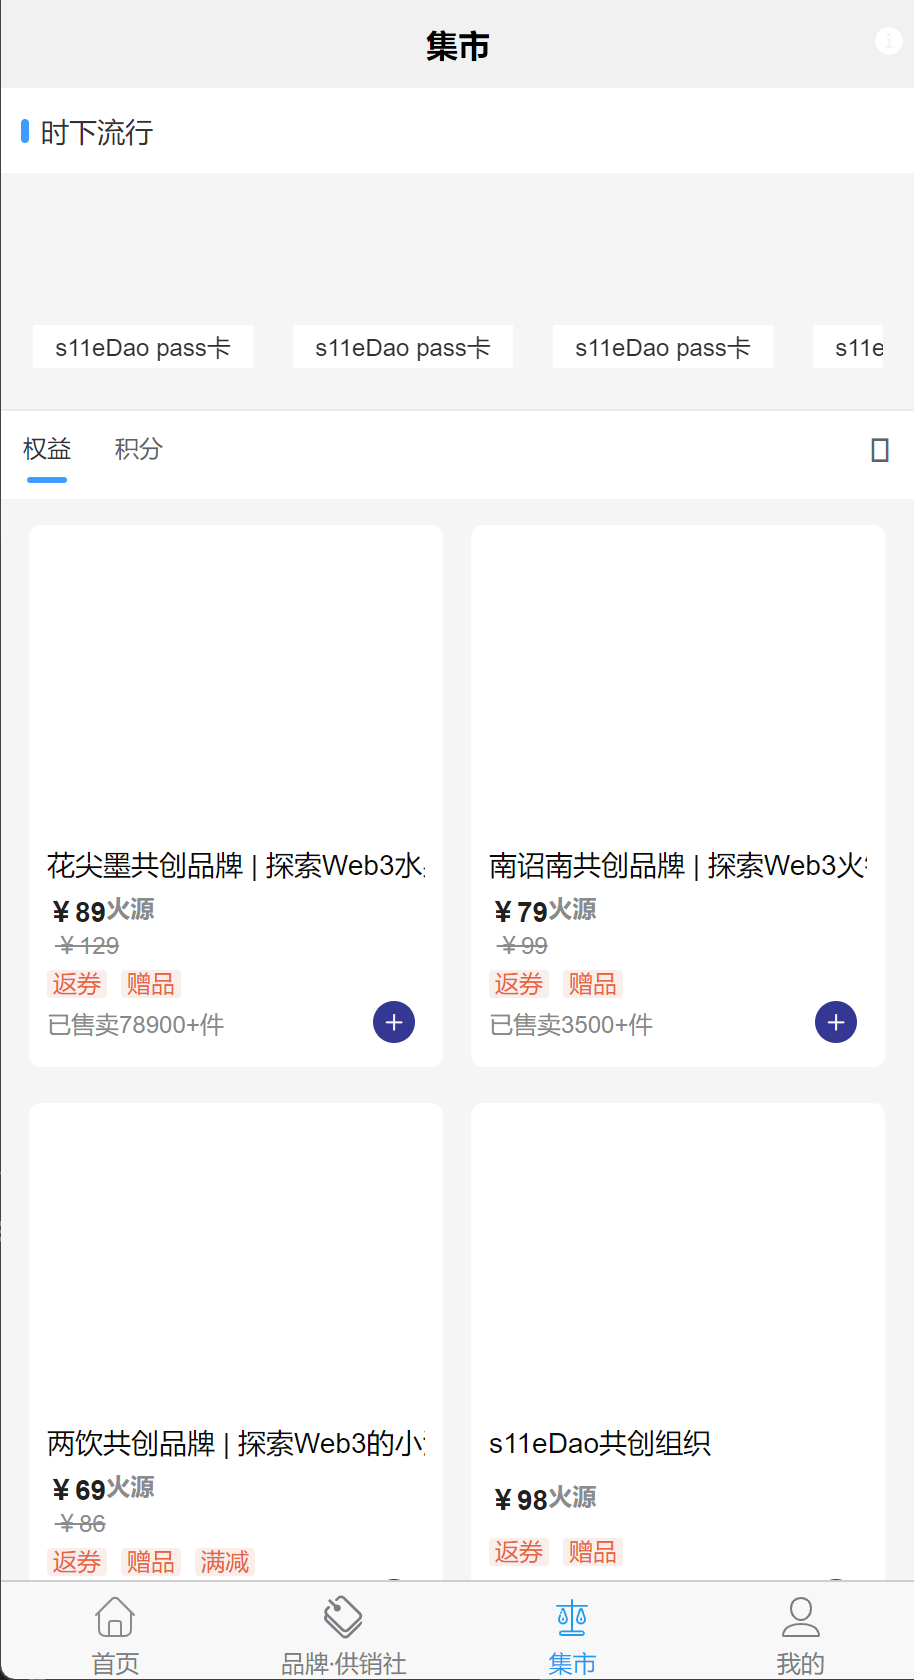 集市
时下流行
s11eDao pass卡 s11eDao pass卡 s11eDao pass卡 s11e
权益 积分
花尖墨共创品牌 | 探索Web3水
南诏南共创品牌 | 探索Web3火
¥89火源
¥79火源
¥129
¥99
返券 赠品
返券 赠品
已售卖78900+件
已售卖3500+件
两饮共创品牌 | 探索Web3的小
s11eDao共创组织
¥69火源
¥98火源
¥86
返券 赠品 满减
返券 赠品
首页 品牌·供销社 集市 我的